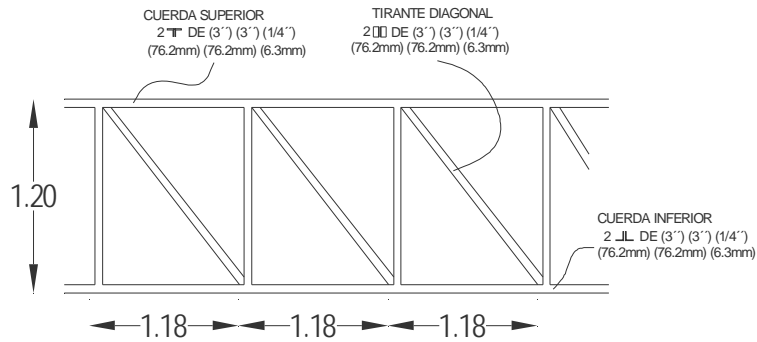 CUERDA SUPERIOR
2 DE (3´´) (3´´) (1/4´´)
(76.2mm) (76.2mm) (6.3mm)
TIRANTE DIAGONAL
2 DE (3´´) (3´´) (1/4´´)
(76.2mm) (76.2mm) (6.3mm)
1.20
CUERDA INFERIOR
2 DE (3´´) (3´´) (1/4´´)
(76.2mm) (76.2mm) (6.3mm)
1.18
1.18
1.18